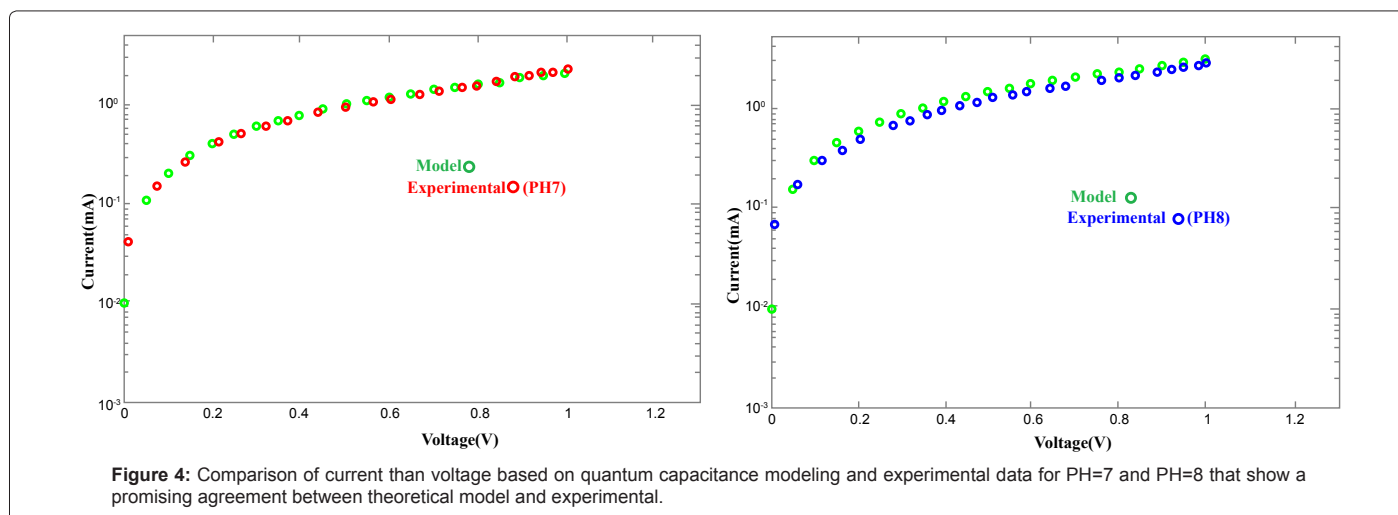 10^0
10^-1
10^-2
10^-3
Current(mA)
0 0.2 0.4 0.6 0.8 1 1.2
Voltage(V)
Model
Experimental (PH7)
10^0
10^-1
10^-2
10^-3
Current(mA)
0 0.2 0.4 0.6 0.8 1 1.2
Voltage(V)
Model
Experimental (PH8)
Figure 4: Comparison of current than voltage based on quantum capacitance modeling and experimental data for PH=7 and PH=8 that show a
promising agreement between theoretical model and experimental.